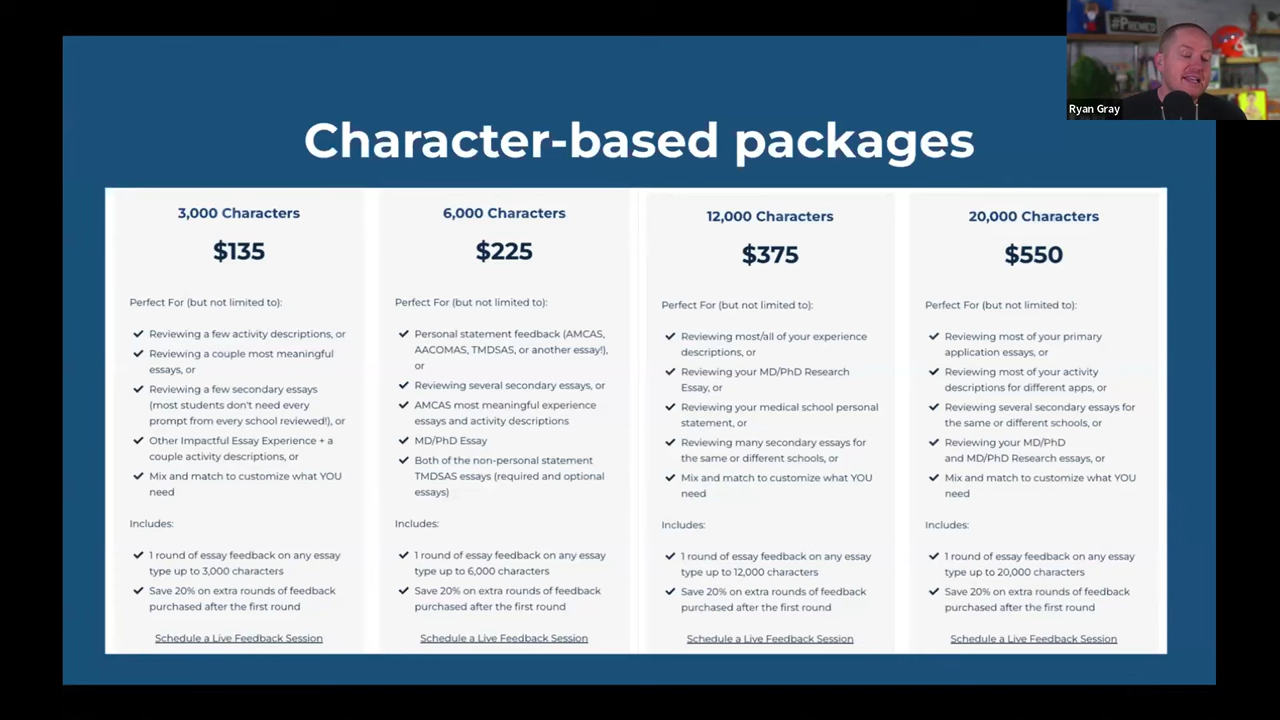 #PREMED
Ryan Gray
Character-based packages
3,000 Characters
$135
Perfect For (but not limited to):
Reviewing a few activity descriptions, or
Reviewing a couple most meaningful
essays, or
Reviewing a few secondary essays
(most students don't need every
prompt from every school reviewed!), or
Other Impactful Essay Experience + a
couple activity descriptions, or
Mix and match to customize what YOU
need
Includes:
1 round of essay feedback on any essay
type up to 3,000 characters
Save 20% on extra rounds of feedback
purchased after the first round
Schedule a Live Feedback Session
6,000 Characters
$225
Perfect For (but not limited to):
Personal statement feedback (AMCAS,
AACOMAS, TMDSAS, or another essay!),
or
Reviewing several secondary essays, or
AMCAS most meaningful experience
essays and activity descriptions
MD/PhD Essay
Both of the non-personal statement
TMDSAS essays (required and optional
essays)
Includes:
1 round of essay feedback on any essay
type up to 6,000 characters
Save 20% on extra rounds of feedback
purchased after the first round
Schedule a Live Feedback Session
12,000 Characters
$375
Perfect For (but not limited to):
Reviewing most/all of your experience
descriptions, or
Reviewing your MD/PhD Research
Essay, or
Reviewing your medical school personal
statement, or
Reviewing many secondary essays for
the same or different schools, or
Mix and match to customize what YOU
need
Includes:
1 round of essay feedback on any essay
type up to 12,000 characters
Save 20% on extra rounds of feedback
purchased after the first round
Schedule a Live Feedback Session
20,000 Characters
$550
Perfect For (but not limited to):
Reviewing most of your primary
application essays, or
Reviewing most of your activity
descriptions for different apps, or
Reviewing several secondary essays for
the same or different schools, or
Reviewing your MD/PhD
and MD/PhD Research essays, or
Mix and match to customize what YOU
need
Includes:
1 round of essay feedback on any essay
type up to 20,000 characters
Save 20% on extra rounds of feedback
purchased after the first round
Schedule a Live Feedback Session